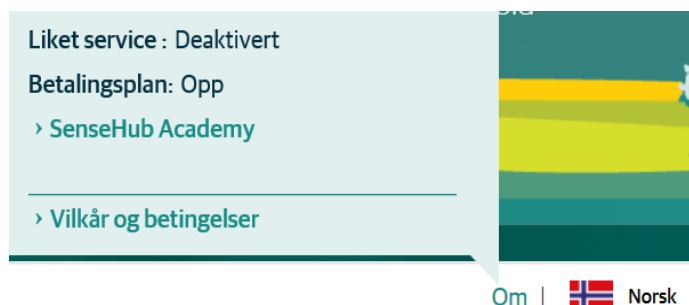 Liket service : Deaktivert
Betalingsplan: Opp
› SenseHub Academy
› Vilkår og betingelser
Om | Norsk